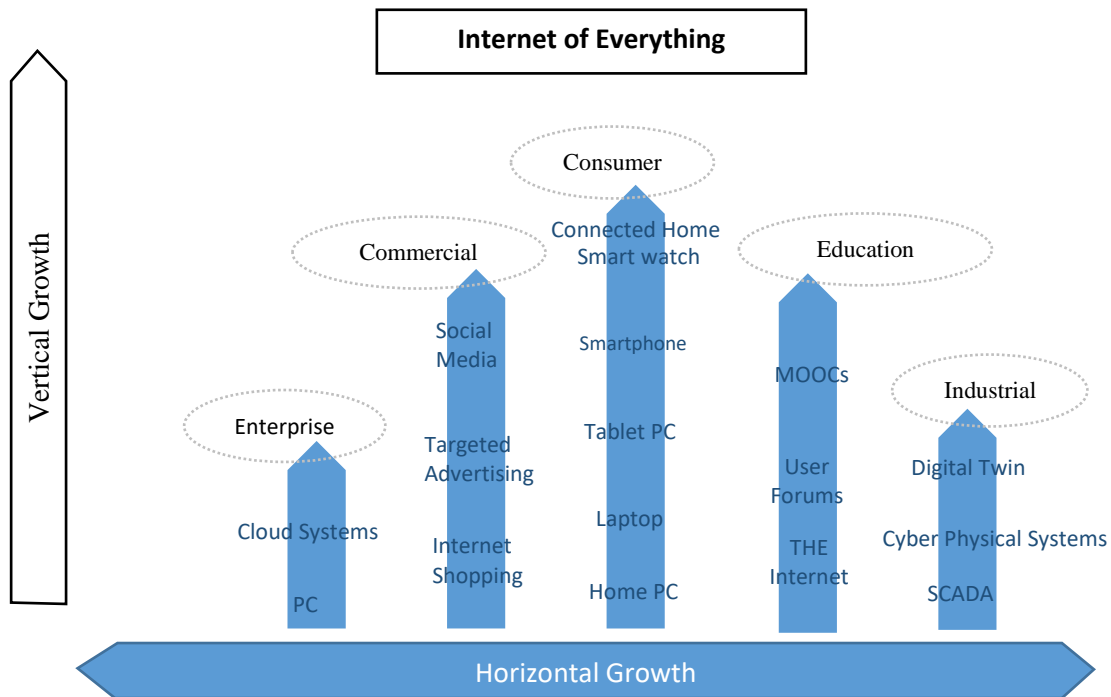 Internet of Everything
Vertical Growth
Consumer
Connected Home
Smart watch
Smartphone
Tablet PC
Laptop
Home PC
Commercial
Social
Media
Targeted
Advertising
Internet
Shopping
Education
MOOCs
User
Forums
THE
Internet
Enterprise
Cloud Systems
PC
Industrial
Digital Twin
Cyber Physical Systems
SCADA
Horizontal Growth